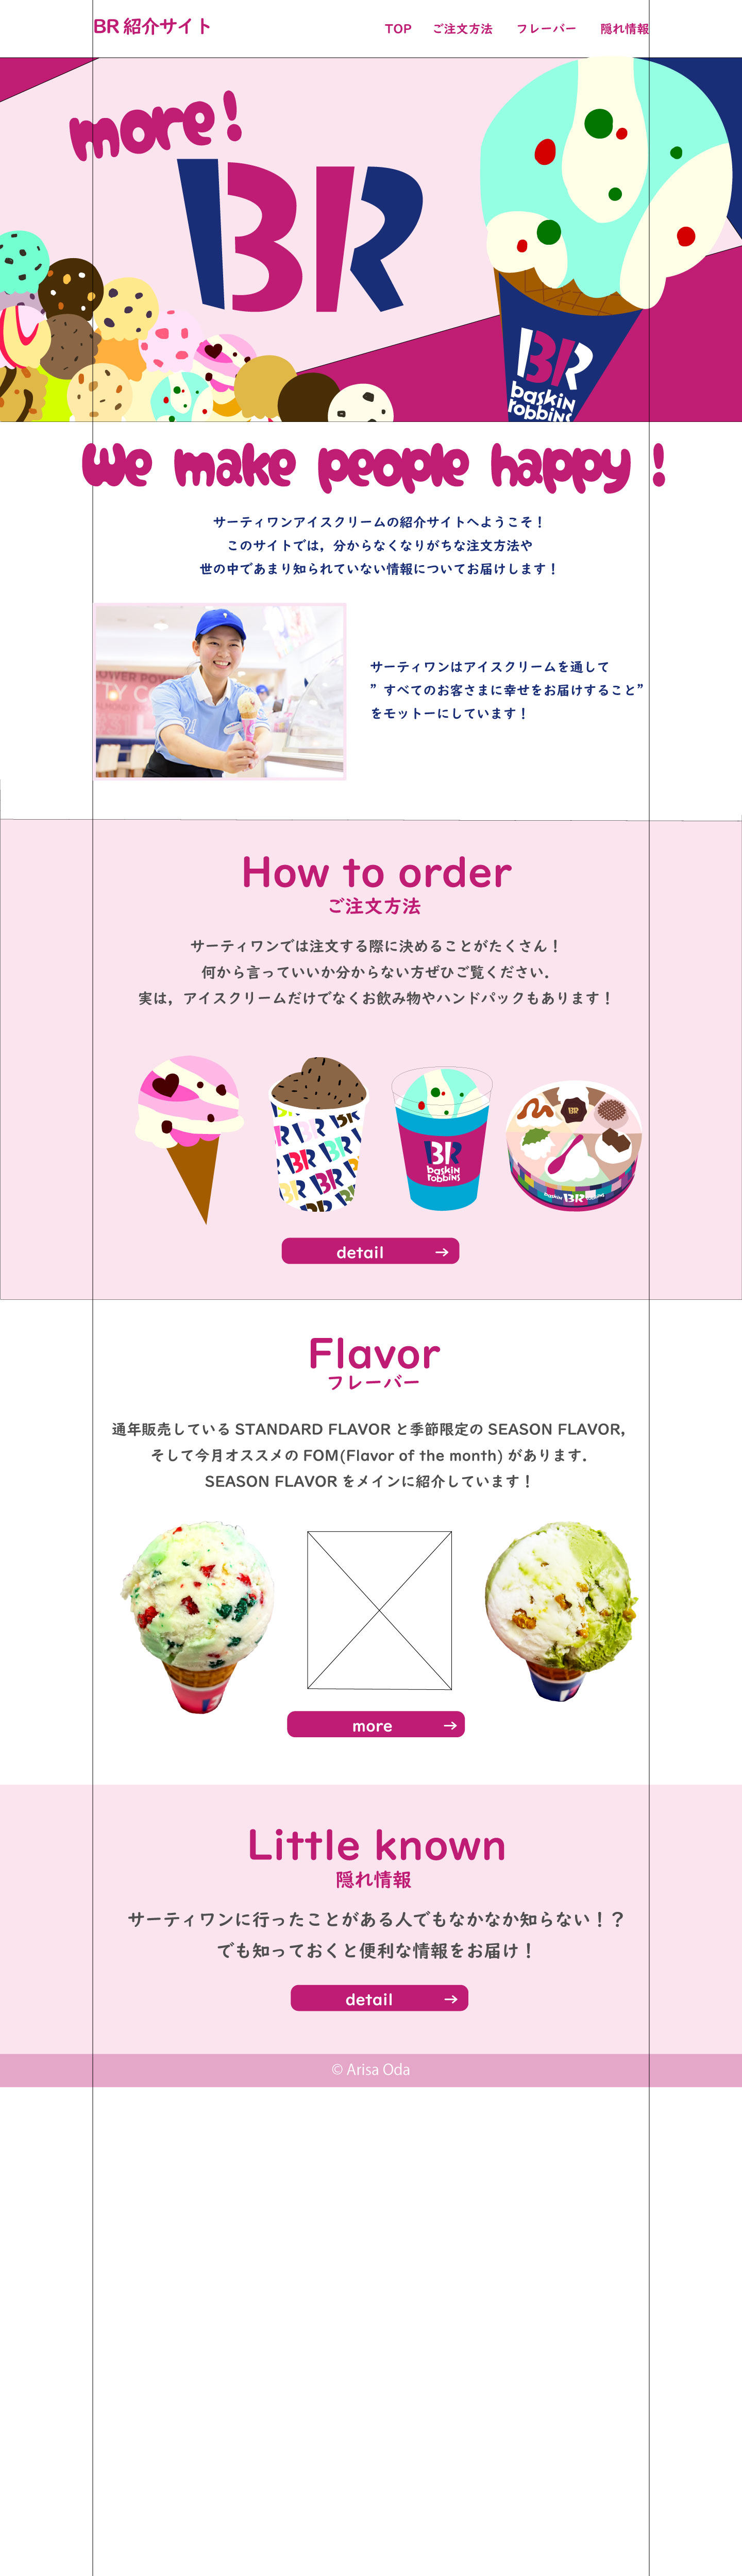 BR 紹介サイト
TOP ご注文方法 フレーバー 隠れ情報
more!
BR
BR
baskin
robbins
We make people happy !
サーティワンアイスクリームの紹介サイトへようこそ！
このサイトでは，分からなくなりがちな注文方法や
世の中であまり知られていない情報についてお届けします！
サーティワンはアイスクリームを通して
”すべてのお客さまに幸せをお届けすること”
をモットーにしています！
How to order
ご注文方法
サーティワンでは注文する際に決めることがたくさん！
何から言っていいか分からない方ぜひご覧ください．
実は，アイスクリームだけでなくお飲み物やハンドパックもあります！
BR
baskin
robbins
BR
baskin BR robbins
detail →
Flavor
フレーバー
通年販売している STANDARD FLAVOR と季節限定の SEASON FLAVOR，
そして今月オススメの FOM(Flavor of the month) があります．
SEASON FLAVOR をメインに紹介しています！
more →
Little known
隠れ情報
サーティワンに行ったことがある人でもなかなか知らない！？
でも知っておくと便利な情報をお届け！
detail →
© Arisa Oda